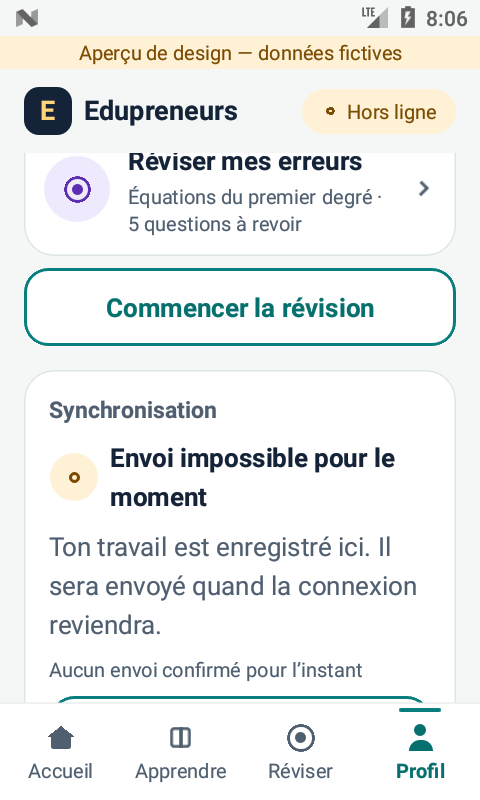 LTE
8:06
Aperçu de design — données fictives
E
Edupreneurs
Hors ligne
Réviser mes erreurs
Équations du premier degré ·
5 questions à revoir
Commencer la révision
Synchronisation
Envoi impossible pour le
moment
Ton travail est enregistré ici. Il
sera envoyé quand la connexion
reviendra.
Aucun envoi confirmé pour l’instant
Accueil
Apprendre
Réviser
Profil